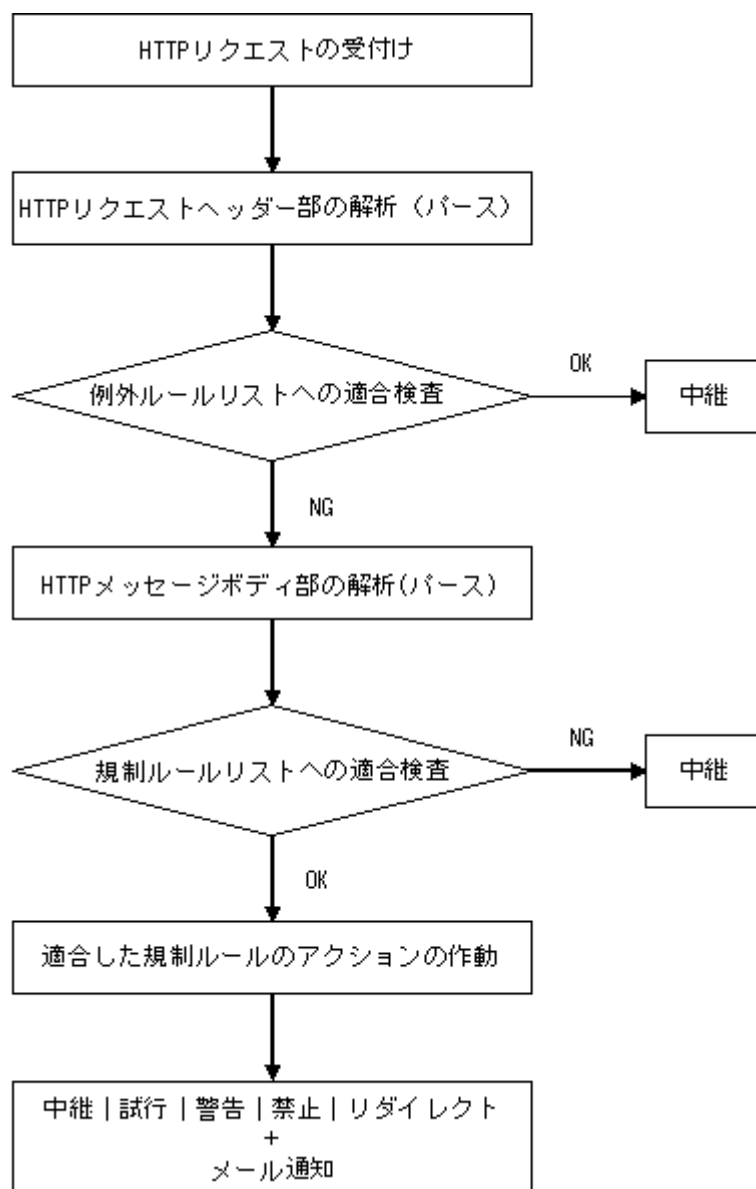 HTTPリクエストの受付け
HTTPリクエストヘッダー部の解析（パース）
例外ルールリストへの適合検査
OK
中継
NG
HTTPメッセージボディ部の解析(パース)
規制ルールリストへの適合検査
NG
中継
OK
適合した規制ルールのアクションの作動
中継|試行|警告|禁止|リダイレクト
+
メール通知